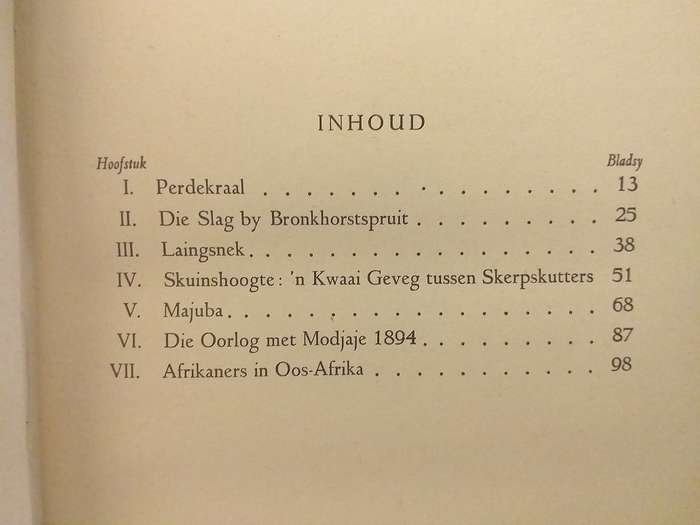 INHOUD
Hoofstuk Bladsy
I. Perdekraal . . . . . . . . . . . . . . . . 13
II. Die Slag by Bronkhorstspruit . . . . . . . . . 25
III. Laingsnek . . . . . . . . . . . . . . . . . 38
IV. Skuinshoogte: 'n Kwaai Geveg tussen Skerpskutters 51
V. Majuba . . . . . . . . . . . . . . . . . . 68
VI. Die Oorlog met Modjaje 1894 . . . . . . . . . 87
VII. Afrikaners in Oos-Afrika . . . . . . . . . . . 98